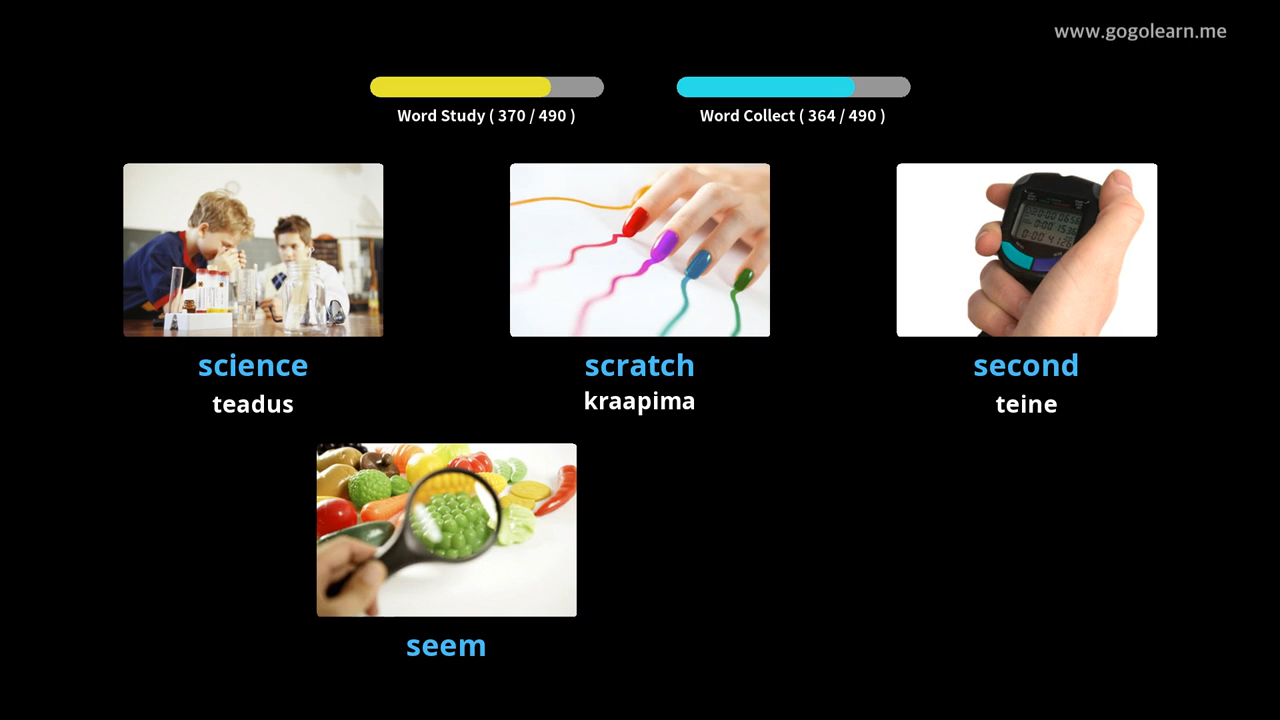 www.gogolearn.me
Word Study ( 370 / 490 )
Word Collect ( 364 / 490 )
science
teadus
scratch
kraapima
second
teine
seem